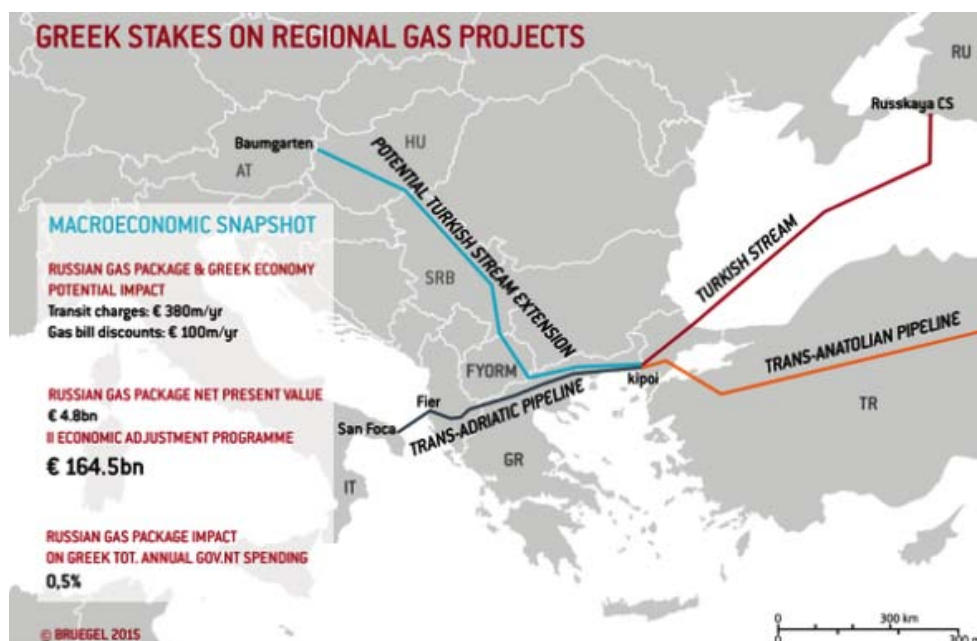 GREEK STAKES ON REGIONAL GAS PROJECTS
RU
Russkaya CS
Baumgarten
HU
AT
POTENTIAL TURKISH STREAM EXTENSION
TURKISH STREAM
MACROECONOMIC SNAPSHOT
RUSSIAN GAS PACKAGE & GREEK ECONOMY
POTENTIAL IMPACT
Transit charges: € 380m/yr
Gas bill discounts: € 100m/yr
SRB
FYORM
kipoi
TRANS-ANATOLIAN PIPELINE
TR
RUSSIAN GAS PACKAGE NET PRESENT VALUE
€ 4.8bn
II ECONOMIC ADJUSTMENT PROGRAMME
€ 164.5bn
Fier
San Foca
TRANS-ADRIATIC PIPELINE
GR
IT
RUSSIAN GAS PACKAGE IMPACT
ON GREEK TOT. ANNUAL GOV.NT SPENDING
0,5%
© BRUEGEL 2015
0 300 km
0